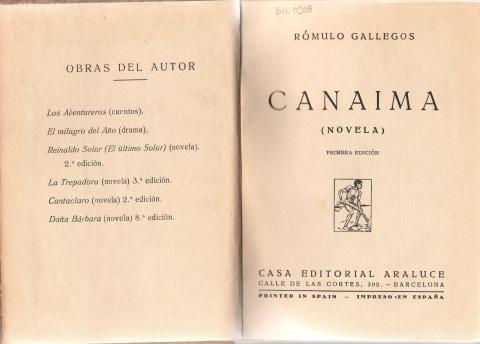 OBRAS DEL AUTOR
Los Aventureros (cuentos).
El milagro del Año (drama).
Reinaldo Solar (El último Solar) (novela).
2.ª edición.
La Trepadora (novela) 3.ª edición.
Cantaclaro (novela) 2.ª edición.
Doña Bárbara (novela) 8.ª edición.
RÓMULO GALLEGOS
CANAIMA
(NOVELA)
PRIMERA EDICIÓN
CASA EDITORIAL ARALUCE
CALLE DE LAS CORTES, 392. — BARCELONA
PRINTED IN SPAIN — IMPRESO EN ESPAÑA